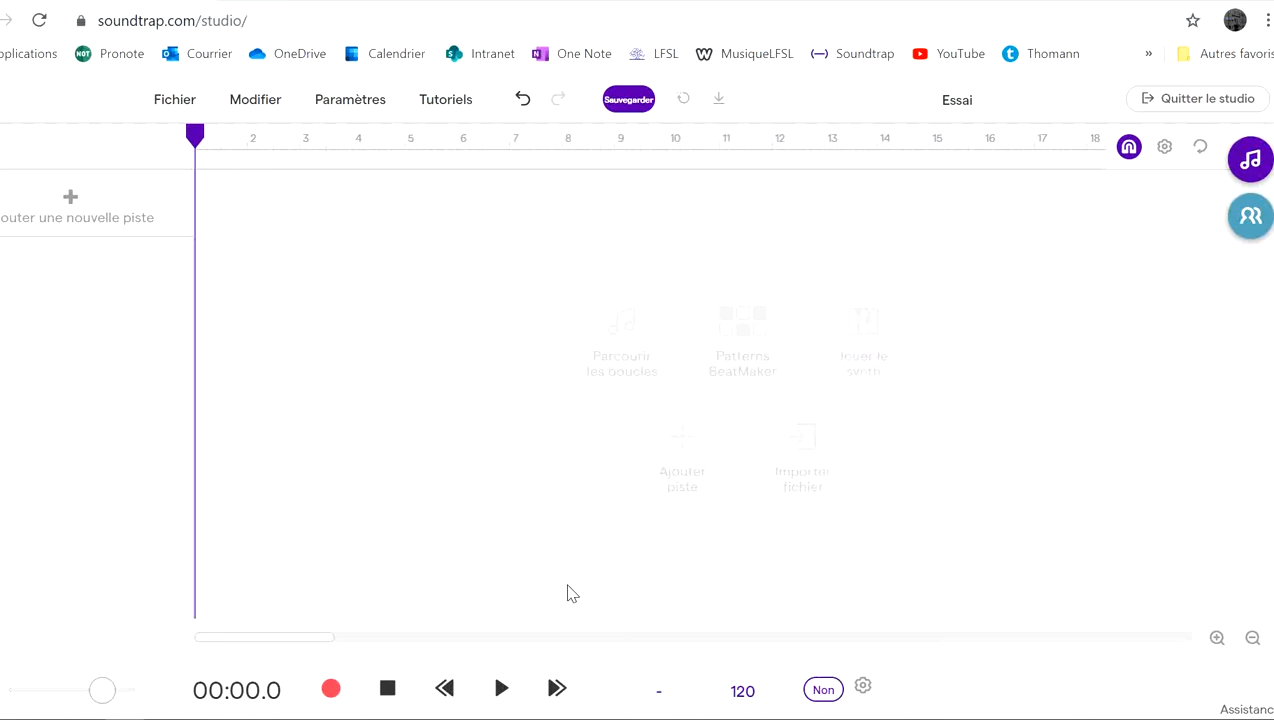 soundtrap.com/studio/
plications Pronote Courrier OneDrive Calendrier Intranet One Note LFSL MusiqueLFSL Soundtrap YouTube Thomann » Autres favoris
Fichier Modifier Paramètres Tutoriels Sauvegarder Essai Quitter le studio
2 3 4 5 6 7 8 9 10 11 12 13 14 15 16 17 18
outer une nouvelle piste
Parcourir
les boucles
Patterns
BeatMaker
Jouer le
synth
Ajouter
piste
Importer
fichier
00:00.0 - 120 Non
Assistanc